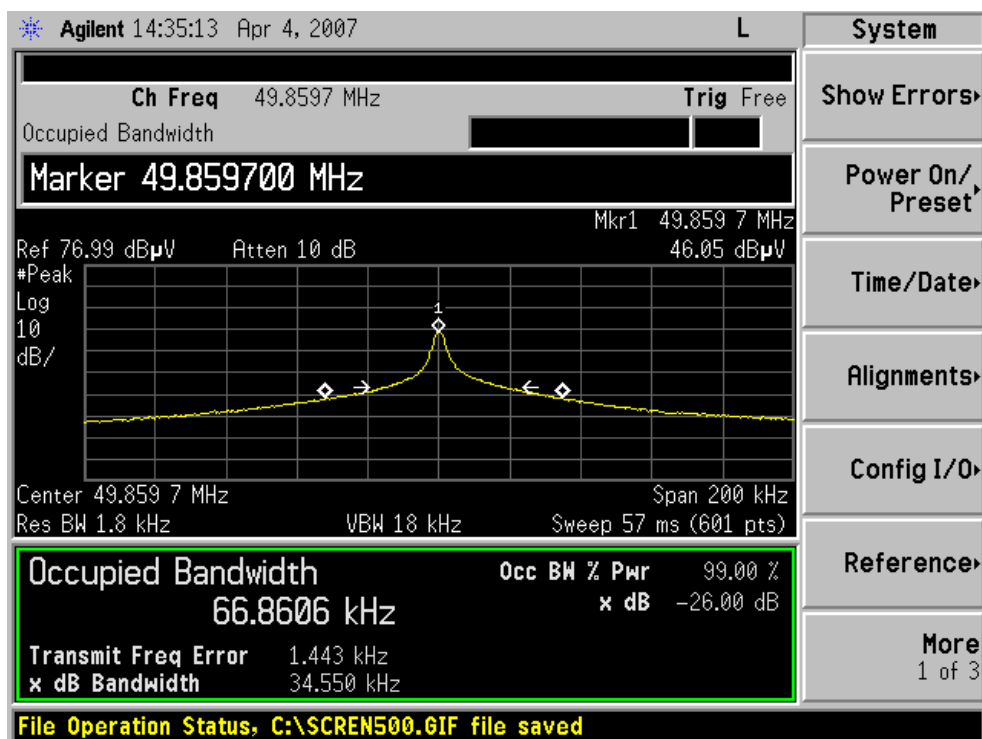 Agilent 14:35:13 Apr 4, 2007 L
Ch Freq 49.8597 MHz Trig Free
Occupied Bandwidth
Marker 49.859700 MHz
Mkr1 49.859 7 MHz
Ref 76.99 dBµV Atten 10 dB 46.05 dBµV
#Peak
Log
10
dB/
1
Center 49.859 7 MHz Span 200 kHz
Res BW 1.8 kHz VBW 18 kHz Sweep 57 ms (601 pts)
Occupied Bandwidth Occ BW % Pwr 99.00 %
66.8606 kHz x dB -26.00 dB
Transmit Freq Error 1.443 kHz
x dB Bandwidth 34.550 kHz
File Operation Status, C:\SCREN500.GIF file saved
System
Show Errors
Power On/
Preset
Time/Date
Alignments
Config I/O
Reference
More
1 of 3